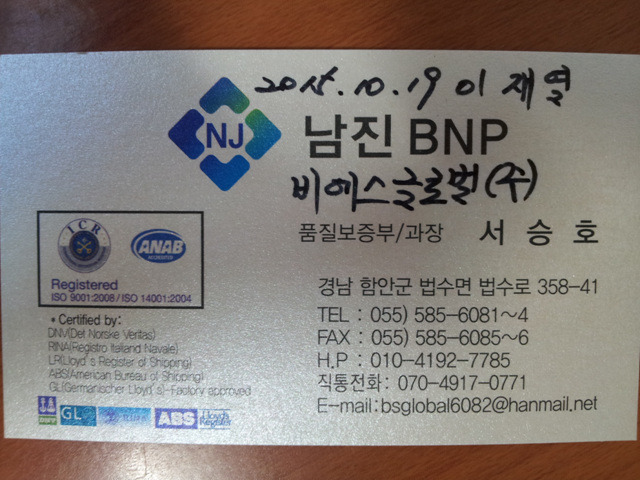 2015.10.19 이재열
NJ 남진 BNP
비에스글로벌(주)
품질보증부/과장 서승호
ICR
ANAB
ACCREDITED
Registered
ISO 9001:2008/ISO 14001:2004
* Certified by:
DNV(Det Norske Veritas)
RINA(Registro Italiand Navale)
LR(Lloyd's Register of Shipping)
ABS(American Bureau of Shipping)
GL(Germanischer Lloyd's)-Factory approved
GL
ABS
Lloyd's
Register
경남 함안군 법수면 법수로 358-41
TEL : 055) 585-6081~4
FAX : 055) 585-6085~6
H.P : 010-4192-7785
직통전화: 070-4917-0771
E-mail:bsglobal6082@hanmail.net